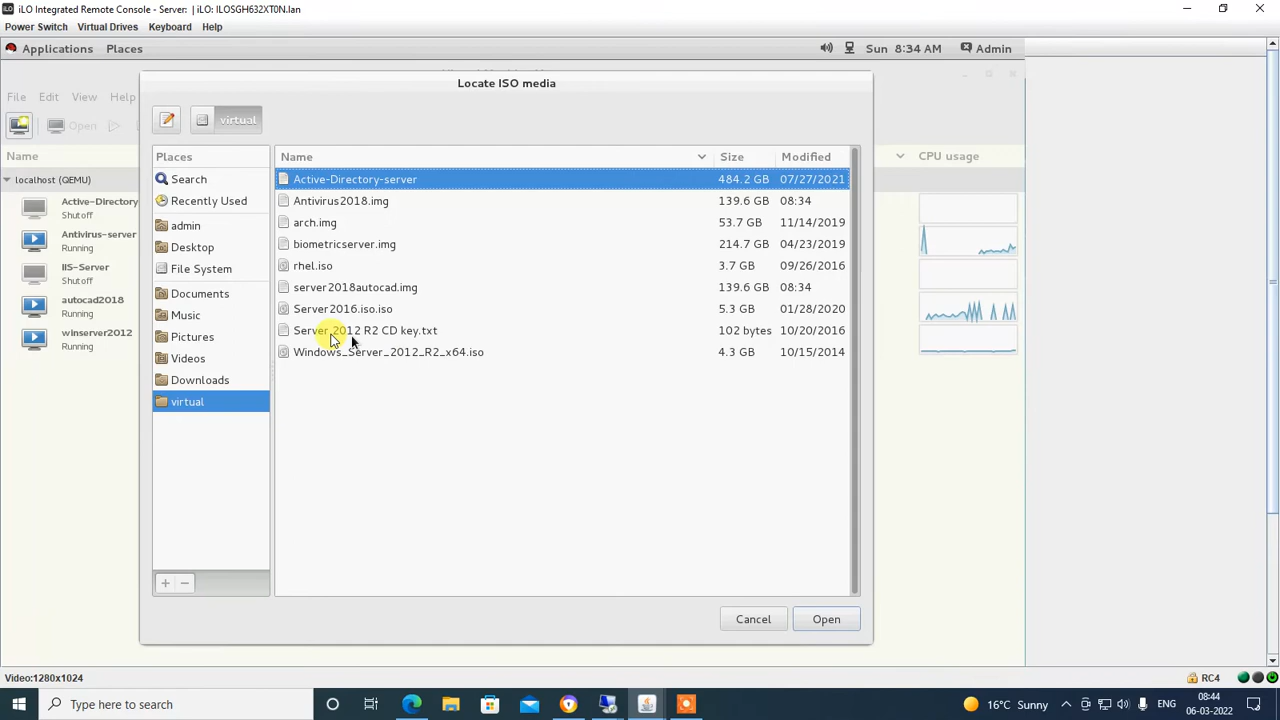 iLO Integrated Remote Console - Server: | iLO: ILOSGH632XT0N.lan
Power Switch Virtual Drives Keyboard Help
Applications Places Sun 8:34 AM Admin
Locate ISO media
File Edit View Help
virtual
Open
Name CPU usage
Places Name Size Modified
localhost (QEMU)
Search Active-Directory-server 484.2 GB 07/27/2021
Active-Directory
Shutoff
Recently Used Antivirus2018.img 139.6 GB 08:34
admin arch.img 53.7 GB 11/14/2019
Antivirus-server
Running
Desktop biometricserver.img 214.7 GB 04/23/2019
File System rhel.iso 3.7 GB 09/26/2016
IIS-Server
Shutoff
Documents server2018autocad.img 139.6 GB 08:34
autocad2018
Running
Music Server2016.iso.iso 5.3 GB 01/28/2020
Pictures Server 2012 R2 CD key.txt 102 bytes 10/20/2016
winserver2012
Running
Videos Windows_Server_2012_R2_x64.iso 4.3 GB 10/15/2014
Downloads
virtual
Cancel Open
Video:1280x1024 RC4
Type here to search 16°C Sunny ENG 08:44
06-03-2022